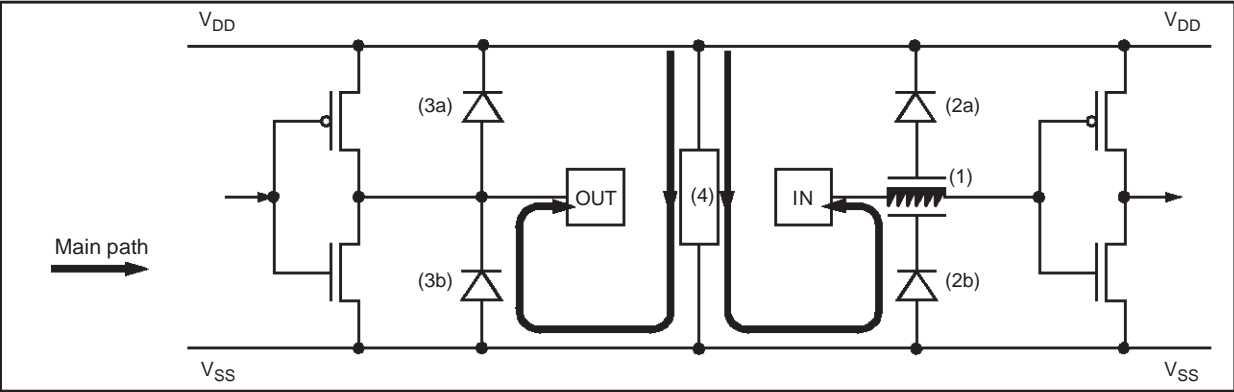 VDD VDD
(3a) (2a)
(1)
OUT (4) IN
Main path
(3b) (2b)
VSS VSS